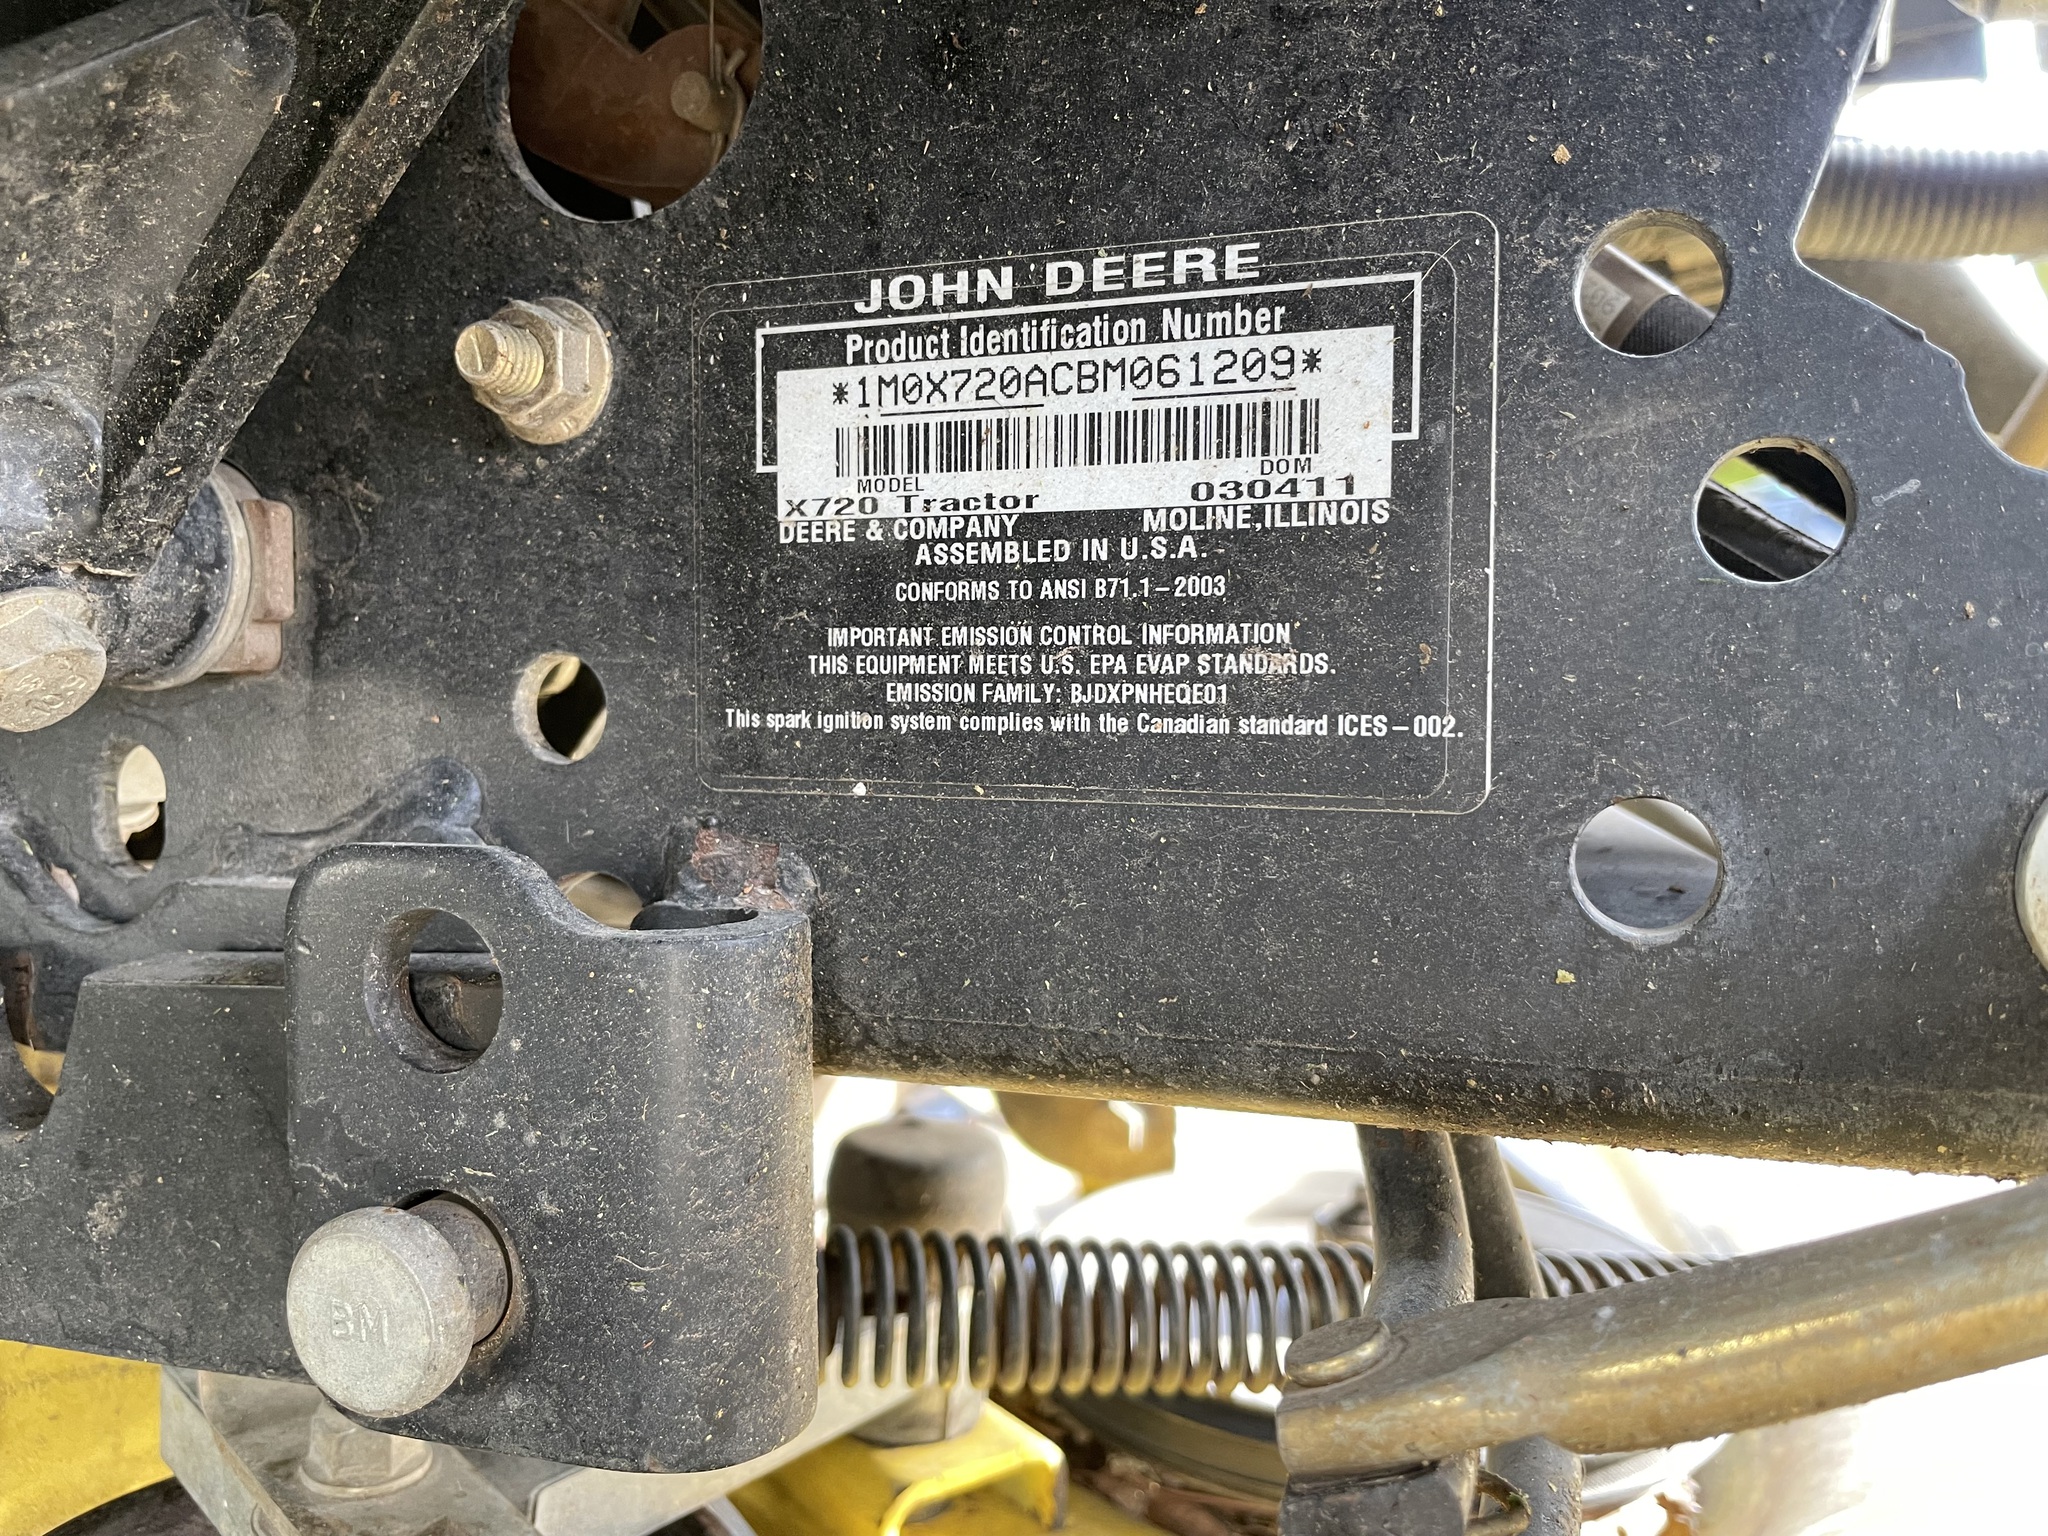 JOHN DEERE
Product Identification Number
*1M0X720ACBM061209*
MODEL DOM
X720 Tractor 030411
DEERE & COMPANY MOLINE, ILLINOIS
ASSEMBLED IN U.S.A.
CONFORMS TO ANSI B71.1-2003
IMPORTANT EMISSION CONTROL INFORMATION
THIS EQUIPMENT MEETS U.S. EPA EVAP STANDARDS.
EMISSION FAMILY: BJDXPNHEQE01
This spark ignition system complies with the Canadian standard ICES-002.
BM